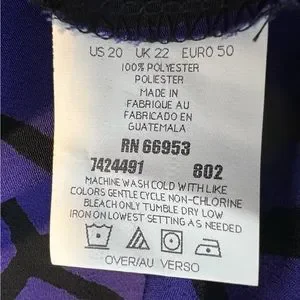 US 20 UK 22 EURO 50
100% POLYESTER
POLIESTER
MADE IN
FABRIQUE AU
FABRICADO EN
GUATEMALA
RN 66953
7424491 802
MACHINE WASH COLD WITH LIKE
COLORS GENTLE CYCLE NON-CHLORINE
BLEACH ONLY TUMBLE DRY LOW
IRON ON LOWEST SETTING AS NEEDED
OVER/AU VERSO